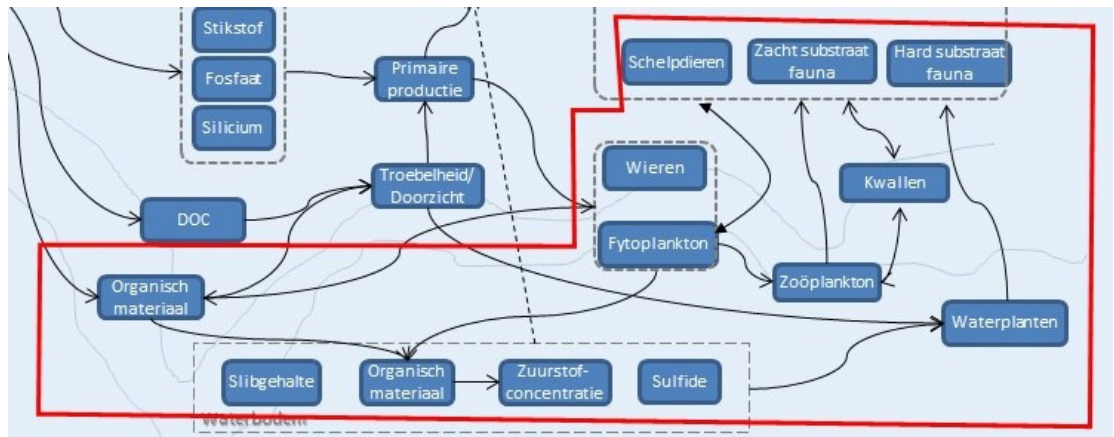 Stikstof
Fosfaat
Silicium
Primaire
productie
Schelpdieren
Zacht substraat
fauna
Hard substraat
fauna
Troebelheid/
Doorzicht
Wieren
Kwallen
DOC
Fytoplankton
Zoöplankton
Organisch
materiaal
Waterplanten
Slibgehalte
Organisch
materiaal
Zuurstof-
concentratie
Sulfide
Waterbodem